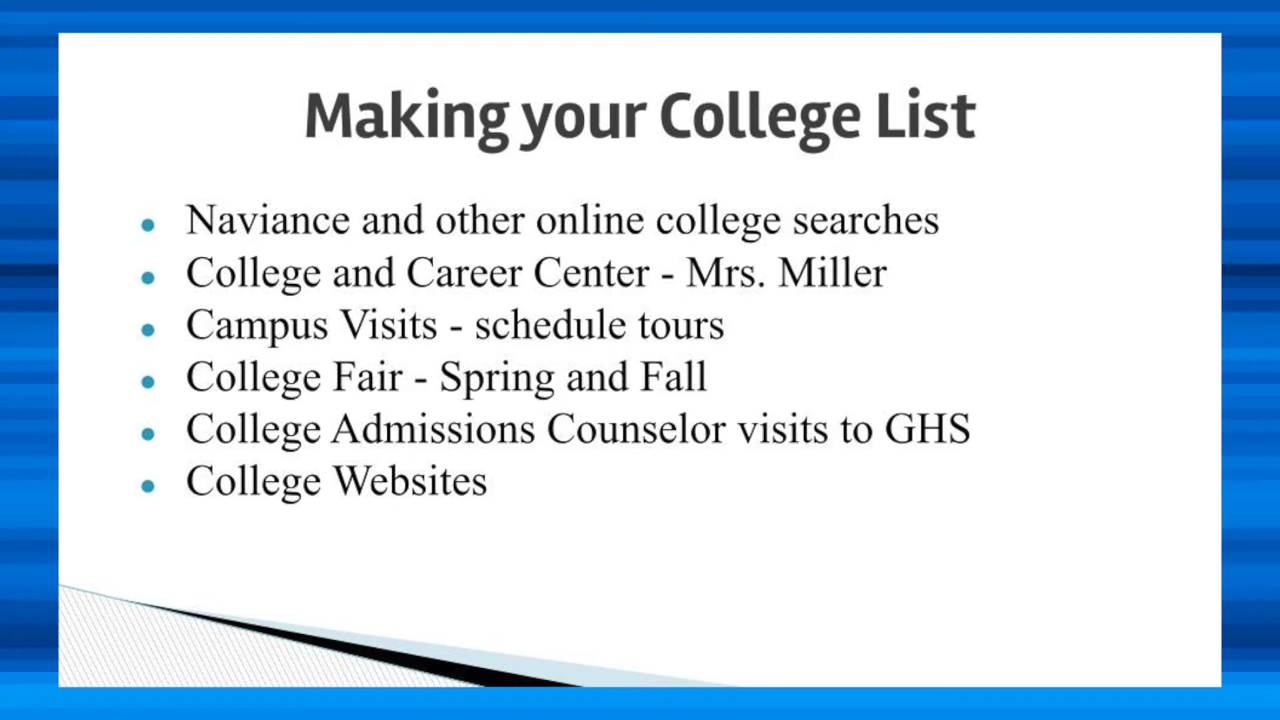 Making your College List
Naviance and other online college searches
College and Career Center - Mrs. Miller
Campus Visits - schedule tours
College Fair - Spring and Fall
College Admissions Counselor visits to GHS
College Websites